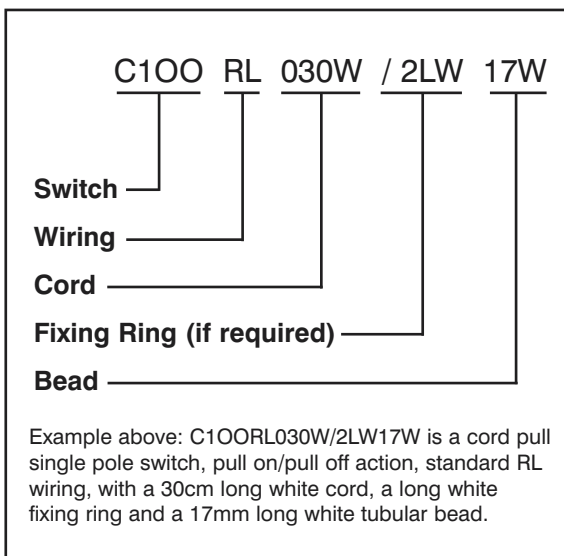 C1OO RL 030W / 2LW 17W
Switch
Wiring
Cord
Fixing Ring (if required)
Bead
Example above: C1OORL030W/2LW17W is a cord pull
single pole switch, pull on/pull off action, standard RL
wiring, with a 30cm long white cord, a long white
fixing ring and a 17mm long white tubular bead.